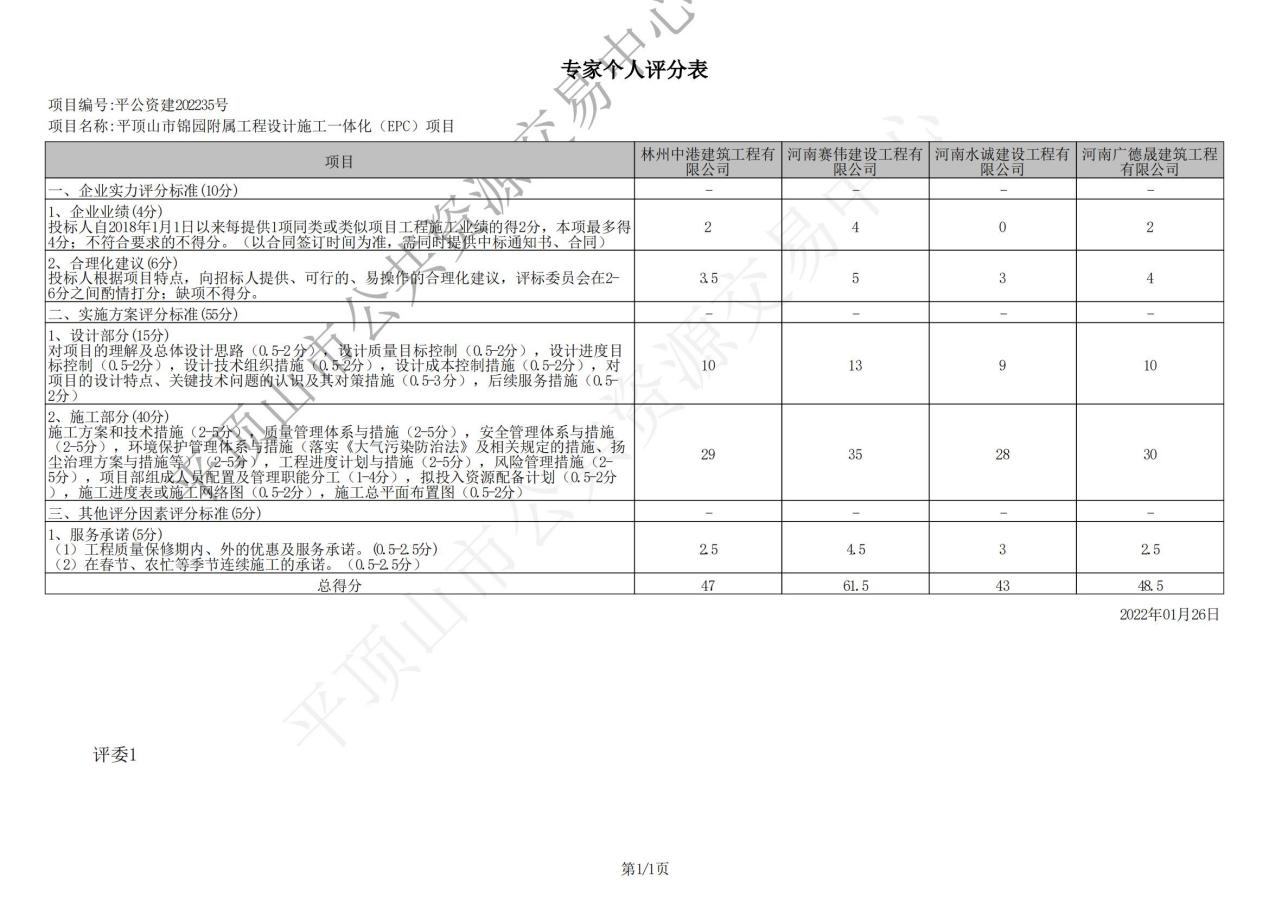 专家个人评分表
项目编号:平公资建202235号
项目名称:平顶山市锦园附属工程设计施工一体化（EPC）项目
项目
林州中港建筑工程有
限公司
河南赛伟建设工程有
限公司
河南水诚建设工程有
限公司
河南广德晟建筑工程
有限公司
一、企业实力评分标准(10分)
—
—
—
—
1、企业业绩(4分)
投标人自2018年1月1日以来每提供1项同类或类似项目工程施工业绩的得2分，本项最多得
4分；不符合要求的不得分。（以合同签订时间为准，需同时提供中标通知书、合同）
2
4
0
2
2、合理化建议(6分)
投标人根据项目特点，向招标人提供、可行的、易操作的合理化建议，评标委员会在2-
6分之间酌情打分；缺项不得分。
3.5
5
3
4
二、实施方案评分标准(55分)
—
—
—
—
1、设计部分(15分)
对项目的理解及总体设计思路（0.5-2分），设计质量目标控制（0.5-2分），设计进度目
标控制（0.5-2分），设计技术组织措施（0.5-2分），设计成本控制措施（0.5-2分），对
项目的设计特点、关键技术问题的认识及其对策措施（0.5-3分），后续服务措施（0.5-
2分）
10
13
9
10
2、施工部分(40分)
施工方案和技术措施（2-5分），质量管理体系与措施（2-5分），安全管理体系与措施
（2-5分），环境保护管理体系与措施（落实《大气污染防治法》及相关规定的措施、扬
尘治理方案与措施等）（2-5分），工程进度计划与措施（2-5分），风险管理措施（2-
5分），项目部组成人员配置及管理职能分工（1-4分），拟投入资源配备计划（0.5-2分
），施工进度表或施工网络图（0.5-2分），施工总平面布置图（0.5-2分）
29
35
28
30
三、其他评分因素评分标准(5分)
—
—
—
—
1、服务承诺(5分)
（1）工程质量保修期内、外的优惠及服务承诺。(0.5-2.5分)
（2）在春节、农忙等季节连续施工的承诺。（0.5-2.5分）
2.5
4.5
3
2.5
总得分
47
61.5
43
48.5
2022年01月26日
评委1
第1/1页
平顶山市公共资源交易中心
平顶山市公共资源交易中心